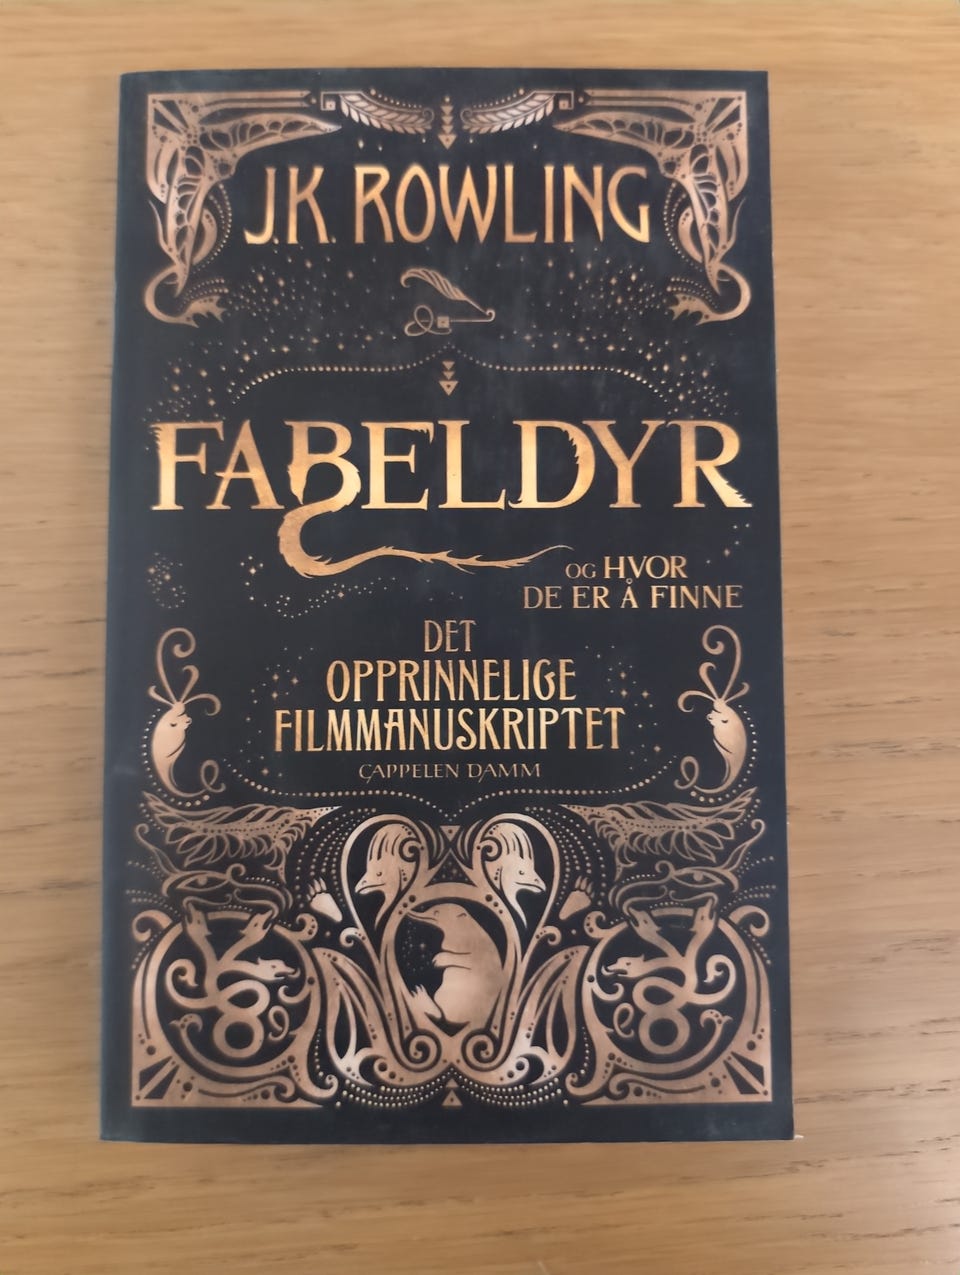 J.K. ROWLING
FABELDYR
OG HVOR
DE ER Å FINNE
DET
OPPRINNELIGE
FILMMANUSKRIPTET
CAPPELEN DAMM